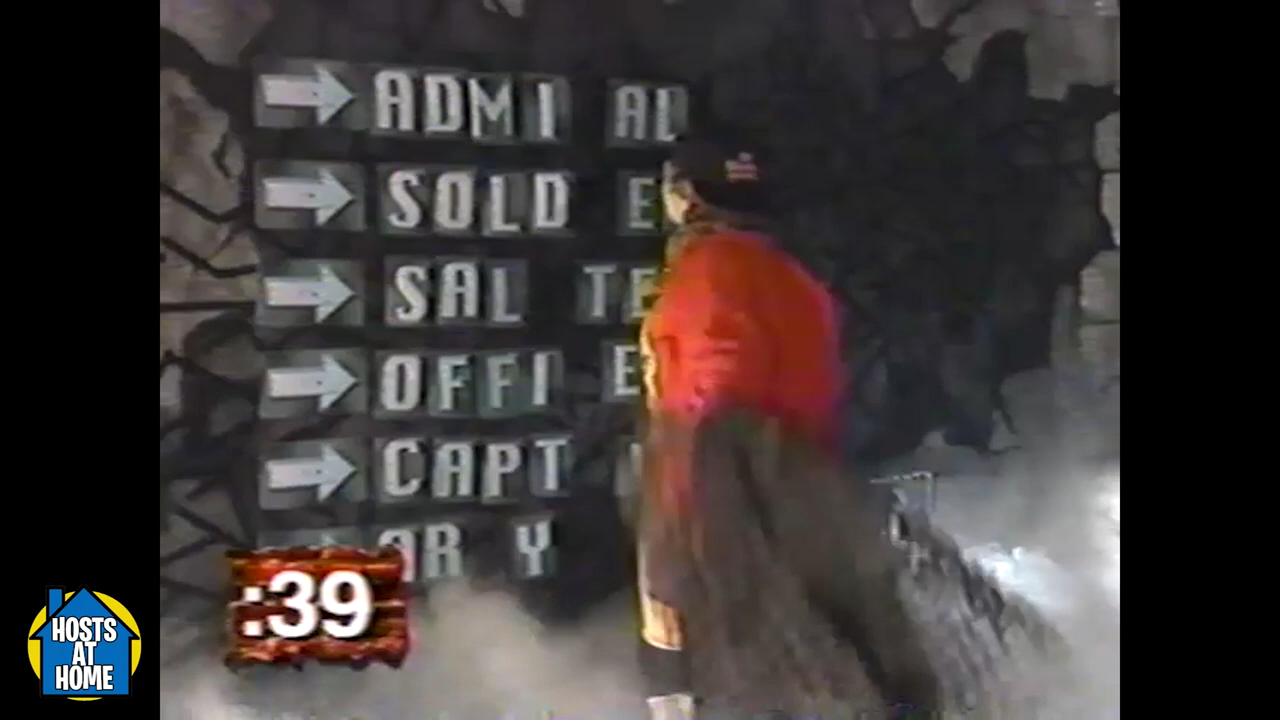 ADMI AL
SOLD E
SAL TE
OFFI E
CAPT
AR Y
:39
HOSTS
AT
HOME